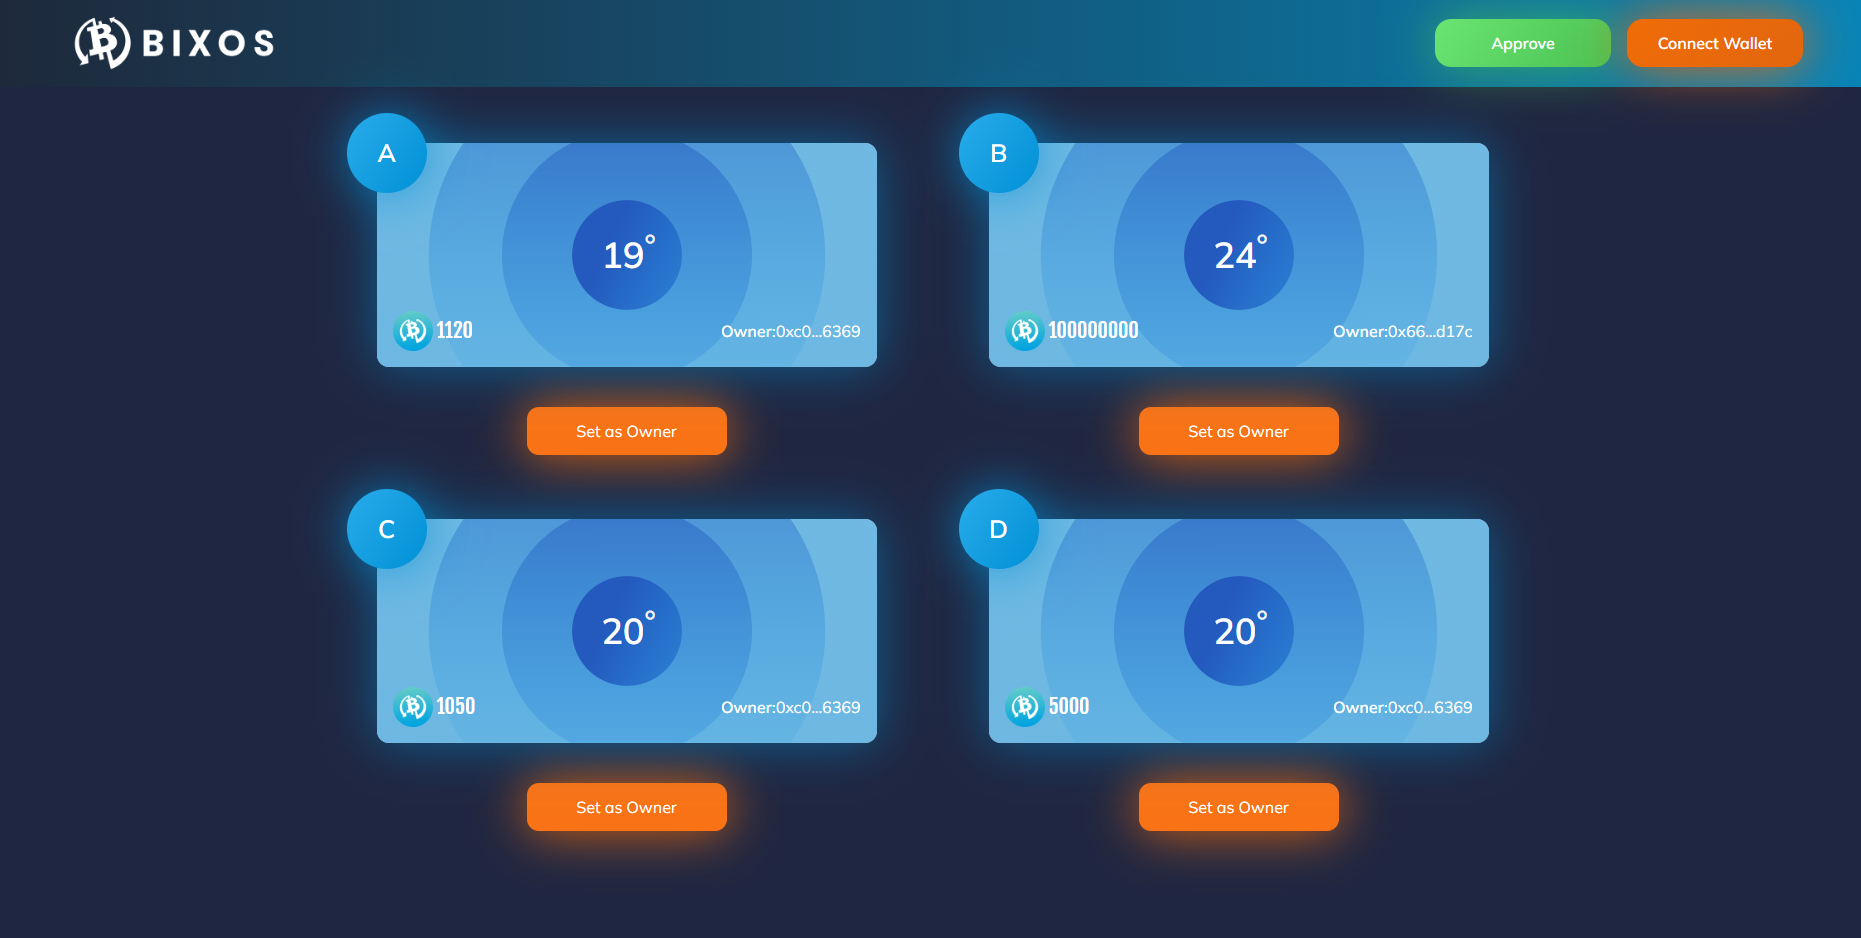 BIXOS
Approve
Connect Wallet
A
19°
1120
Owner:0xc0...6369
Set as Owner
B
24°
100000000
Owner:0x66...d17c
Set as Owner
C
20°
1050
Owner:0xc0...6369
Set as Owner
D
20°
5000
Owner:0xc0...6369
Set as Owner